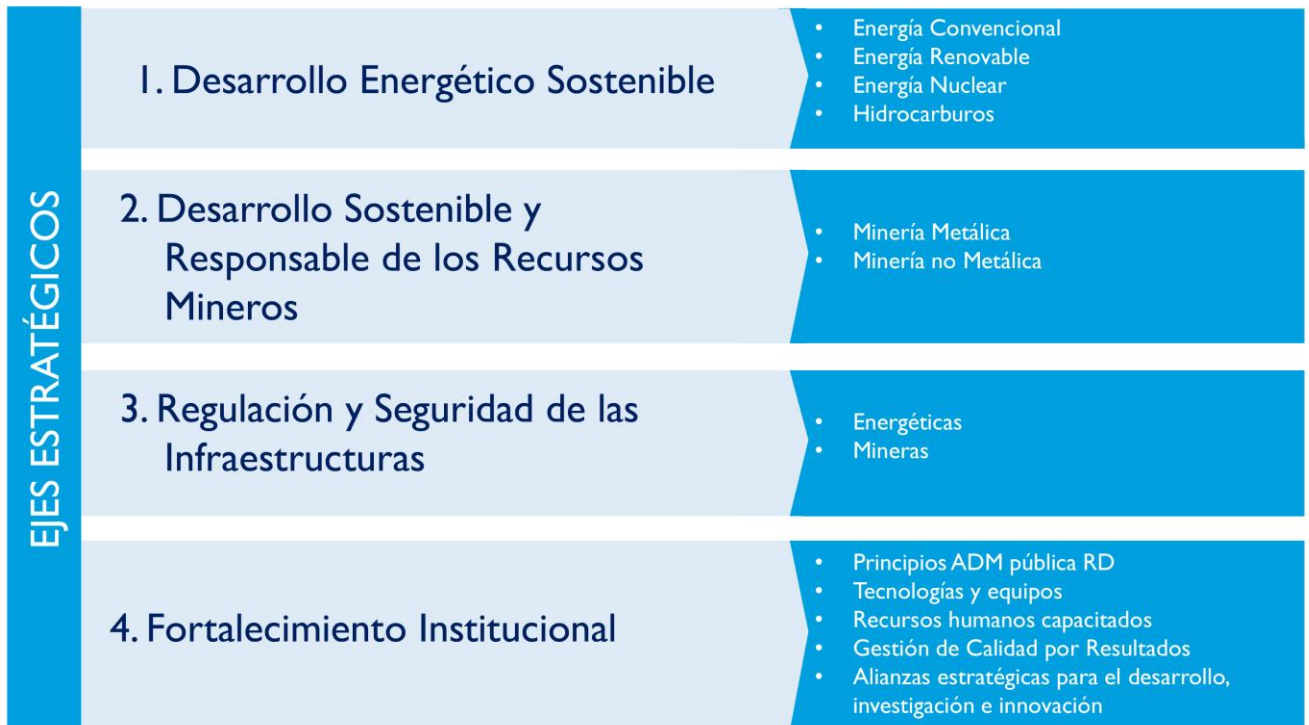 EJES ESTRATÉGICOS
1. Desarrollo Energético Sostenible
• Energía Convencional
• Energía Renovable
• Energía Nuclear
• Hidrocarburos
2. Desarrollo Sostenible y
Responsable de los Recursos
Mineros
• Minería Metálica
• Minería no Metálica
3. Regulación y Seguridad de las
Infraestructuras
• Energéticas
• Mineras
4. Fortalecimiento Institucional
• Principios ADM pública RD
• Tecnologías y equipos
• Recursos humanos capacitados
• Gestión de Calidad por Resultados
• Alianzas estratégicas para el desarrollo,
investigación e innovación